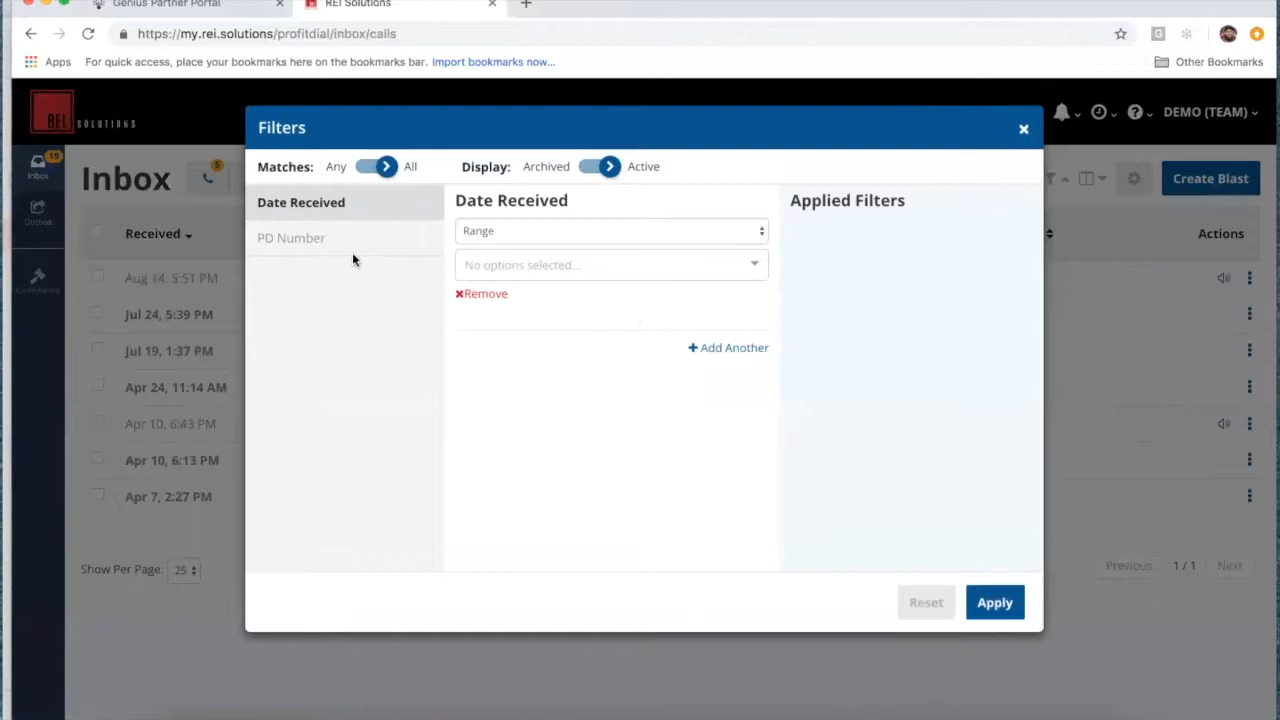 Genius Partner Portal
REI Solutions
https://my.rei.solutions/profitdial/inbox/calls
Apps
For quick access, place your bookmarks here on the bookmarks bar. Import bookmarks now...
Other Bookmarks
REI SOLUTIONS
DEMO (TEAM)
Filters
Matches: Any All
Display: Archived Active
Inbox 19
Inbox
5
Create Blast
Outbox
Date Received
PD Number
Date Received
Range
No options selected...
Remove
Add Another
Applied Filters
Received
Actions
Aug 14, 5:51 PM
Jul 24, 5:39 PM
Jul 19, 1:37 PM
Apr 24, 11:14 AM
Apr 10, 6:43 PM
Apr 10, 6:13 PM
Apr 7, 2:27 PM
Show Per Page: 25
Previous 1 / 1 Next
Reset
Apply